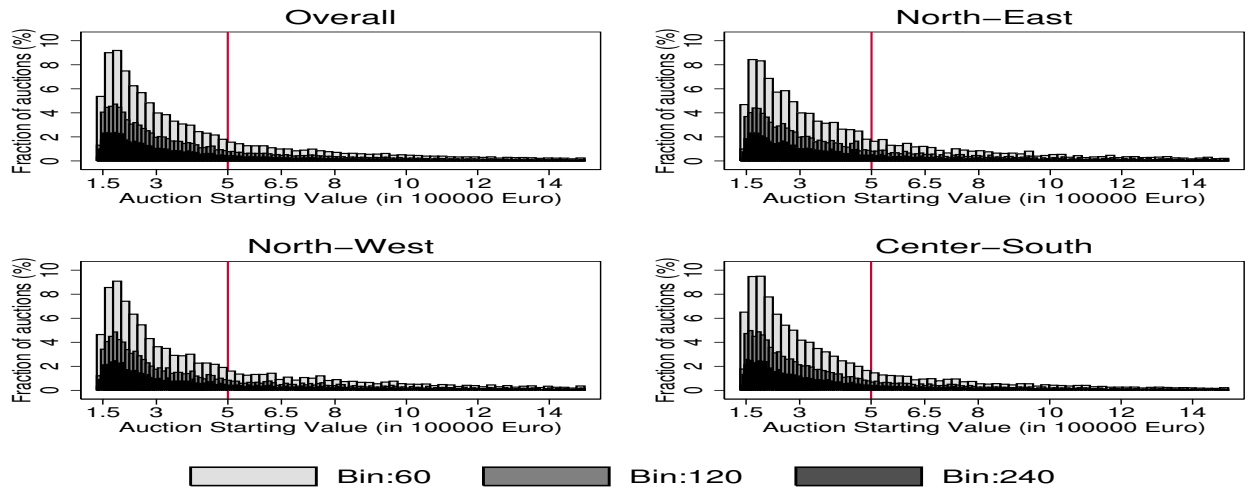 Overall
Fraction of auctions (%)
0 2 4 6 8 10
1.5 3 5 6.5 8 10 12 14
Auction Starting Value (in 100000 Euro)
North−East
Fraction of auctions (%)
0 2 4 6 8 10
1.5 3 5 6.5 8 10 12 14
Auction Starting Value (in 100000 Euro)
North−West
Fraction of auctions (%)
0 2 4 6 8 10
1.5 3 5 6.5 8 10 12 14
Auction Starting Value (in 100000 Euro)
Center−South
Fraction of auctions (%)
0 2 4 6 8 10
1.5 3 5 6.5 8 10 12 14
Auction Starting Value (in 100000 Euro)
Bin:60 Bin:120 Bin:240